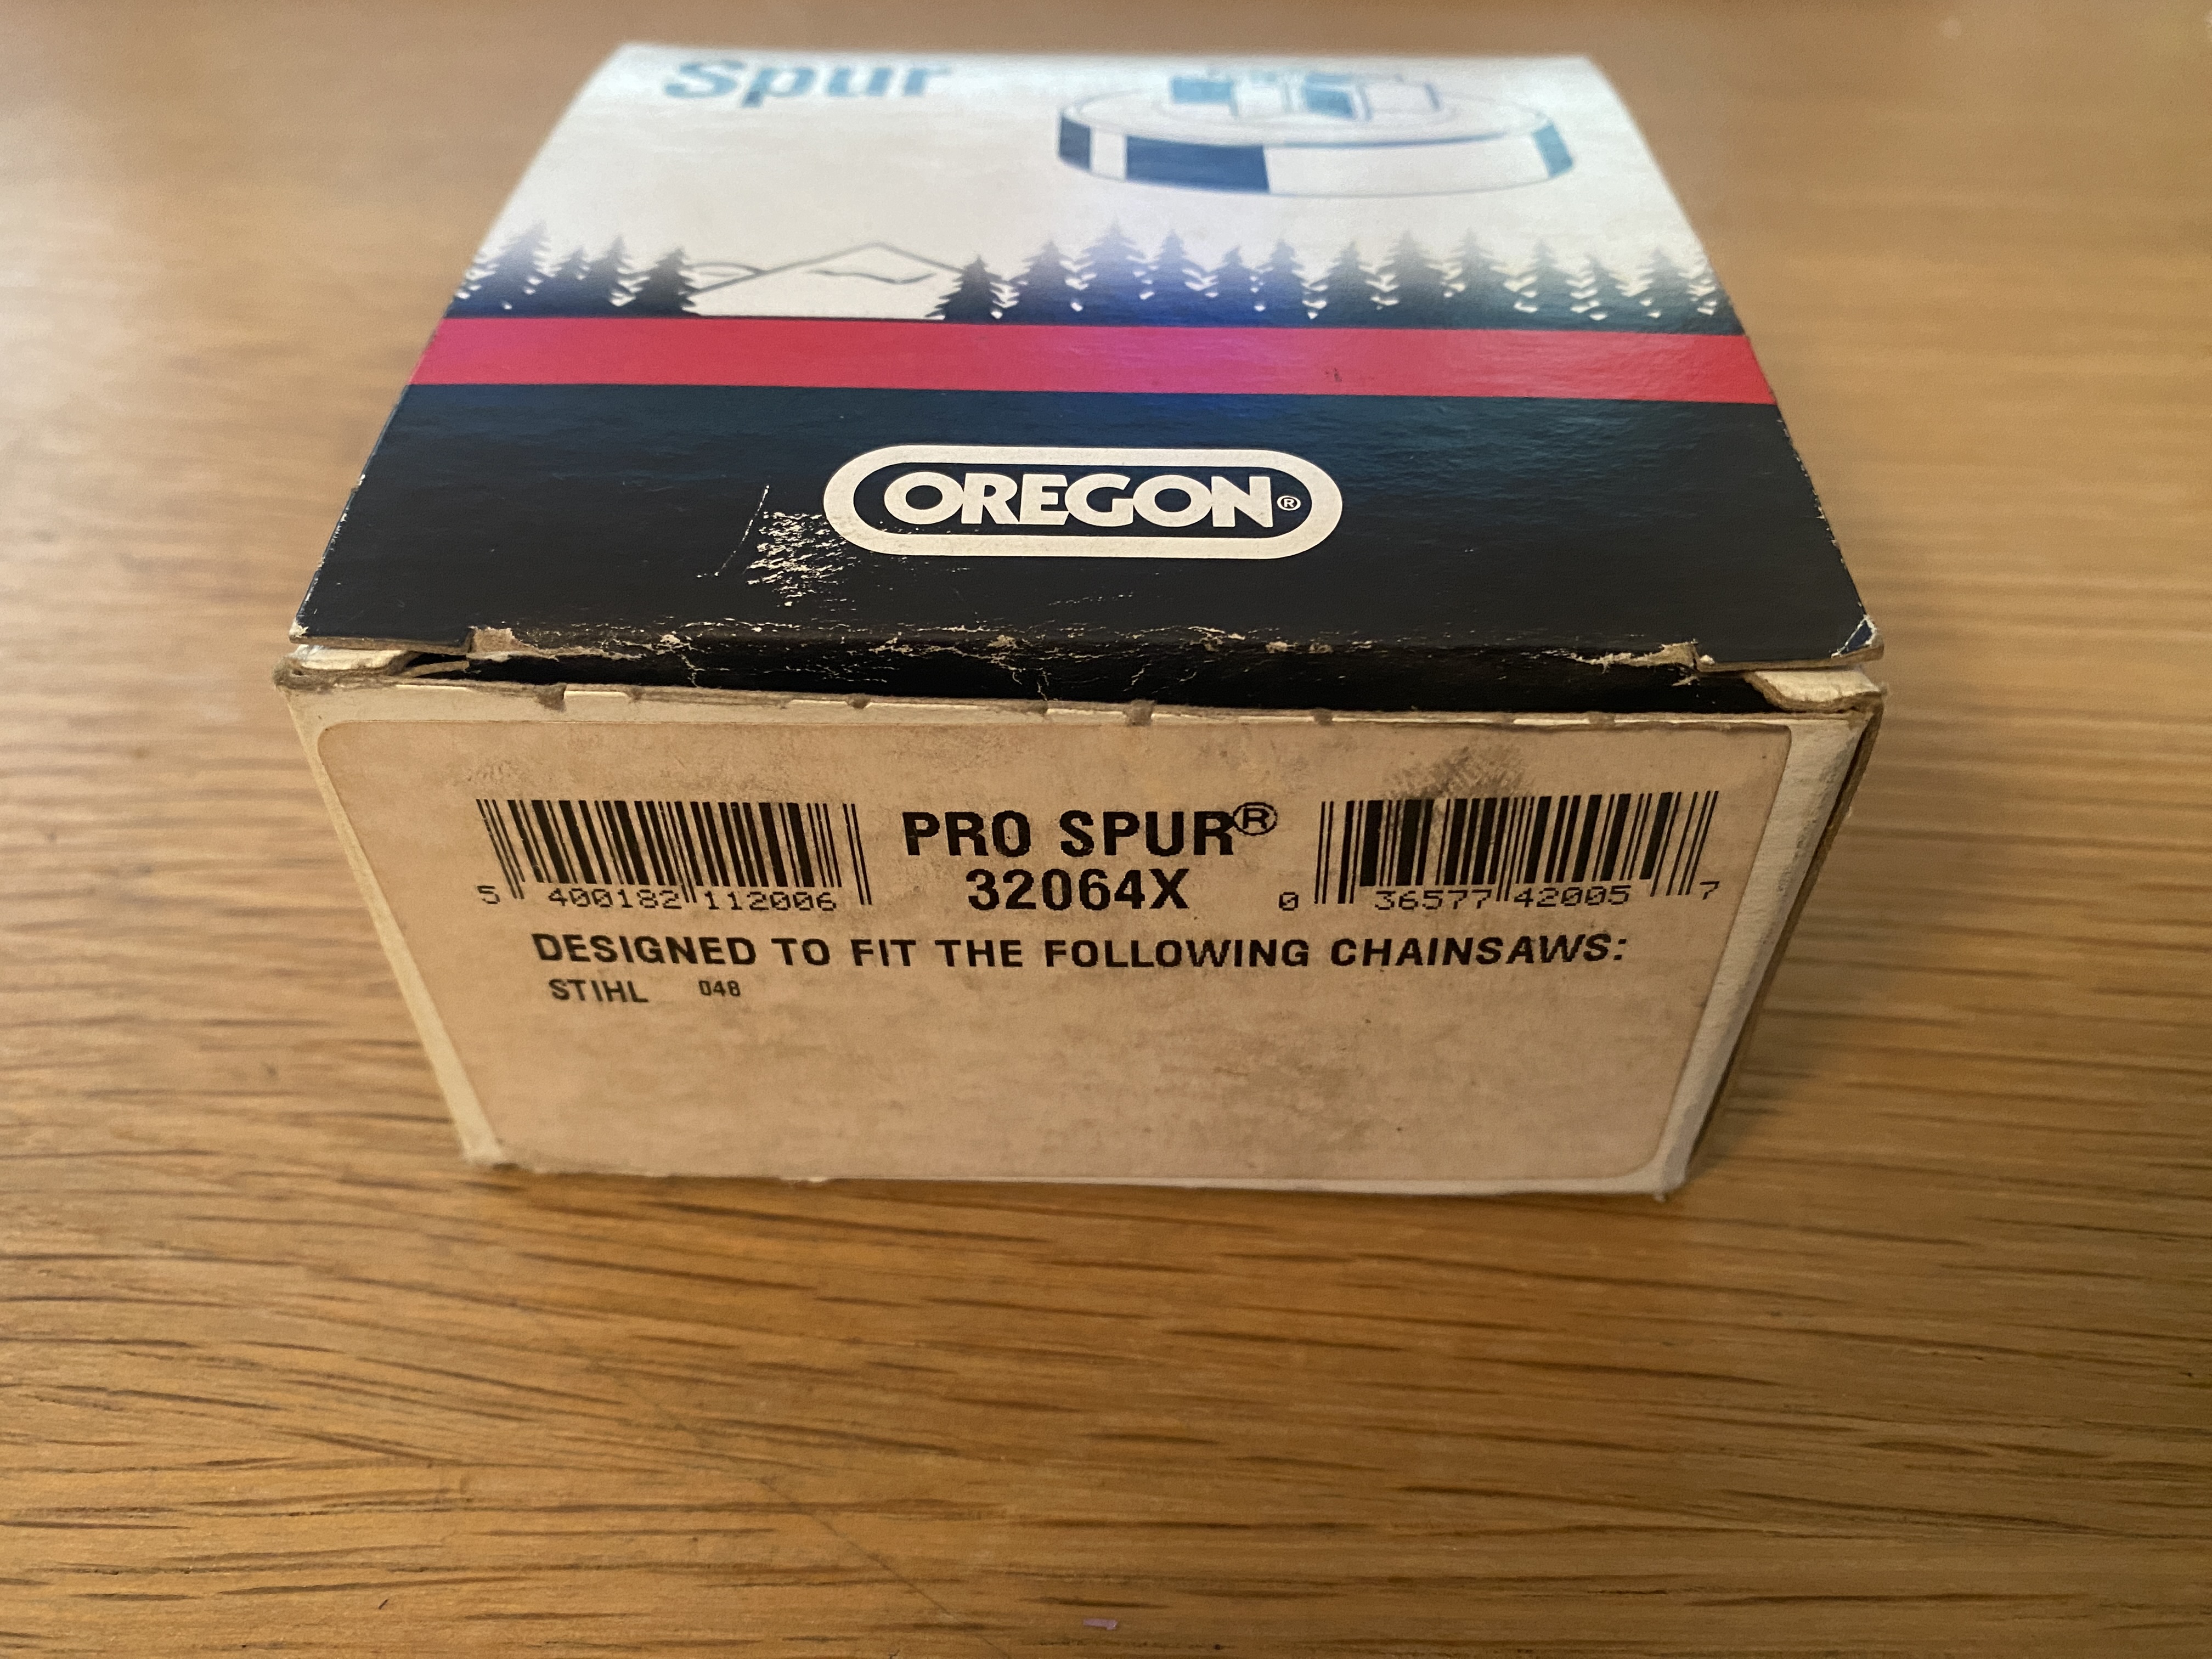 Spur
OREGON®
PRO SPUR®
32064X
5 400182 112006
0 36577 42005 7
DESIGNED TO FIT THE FOLLOWING CHAINSAWS:
STIHL 048